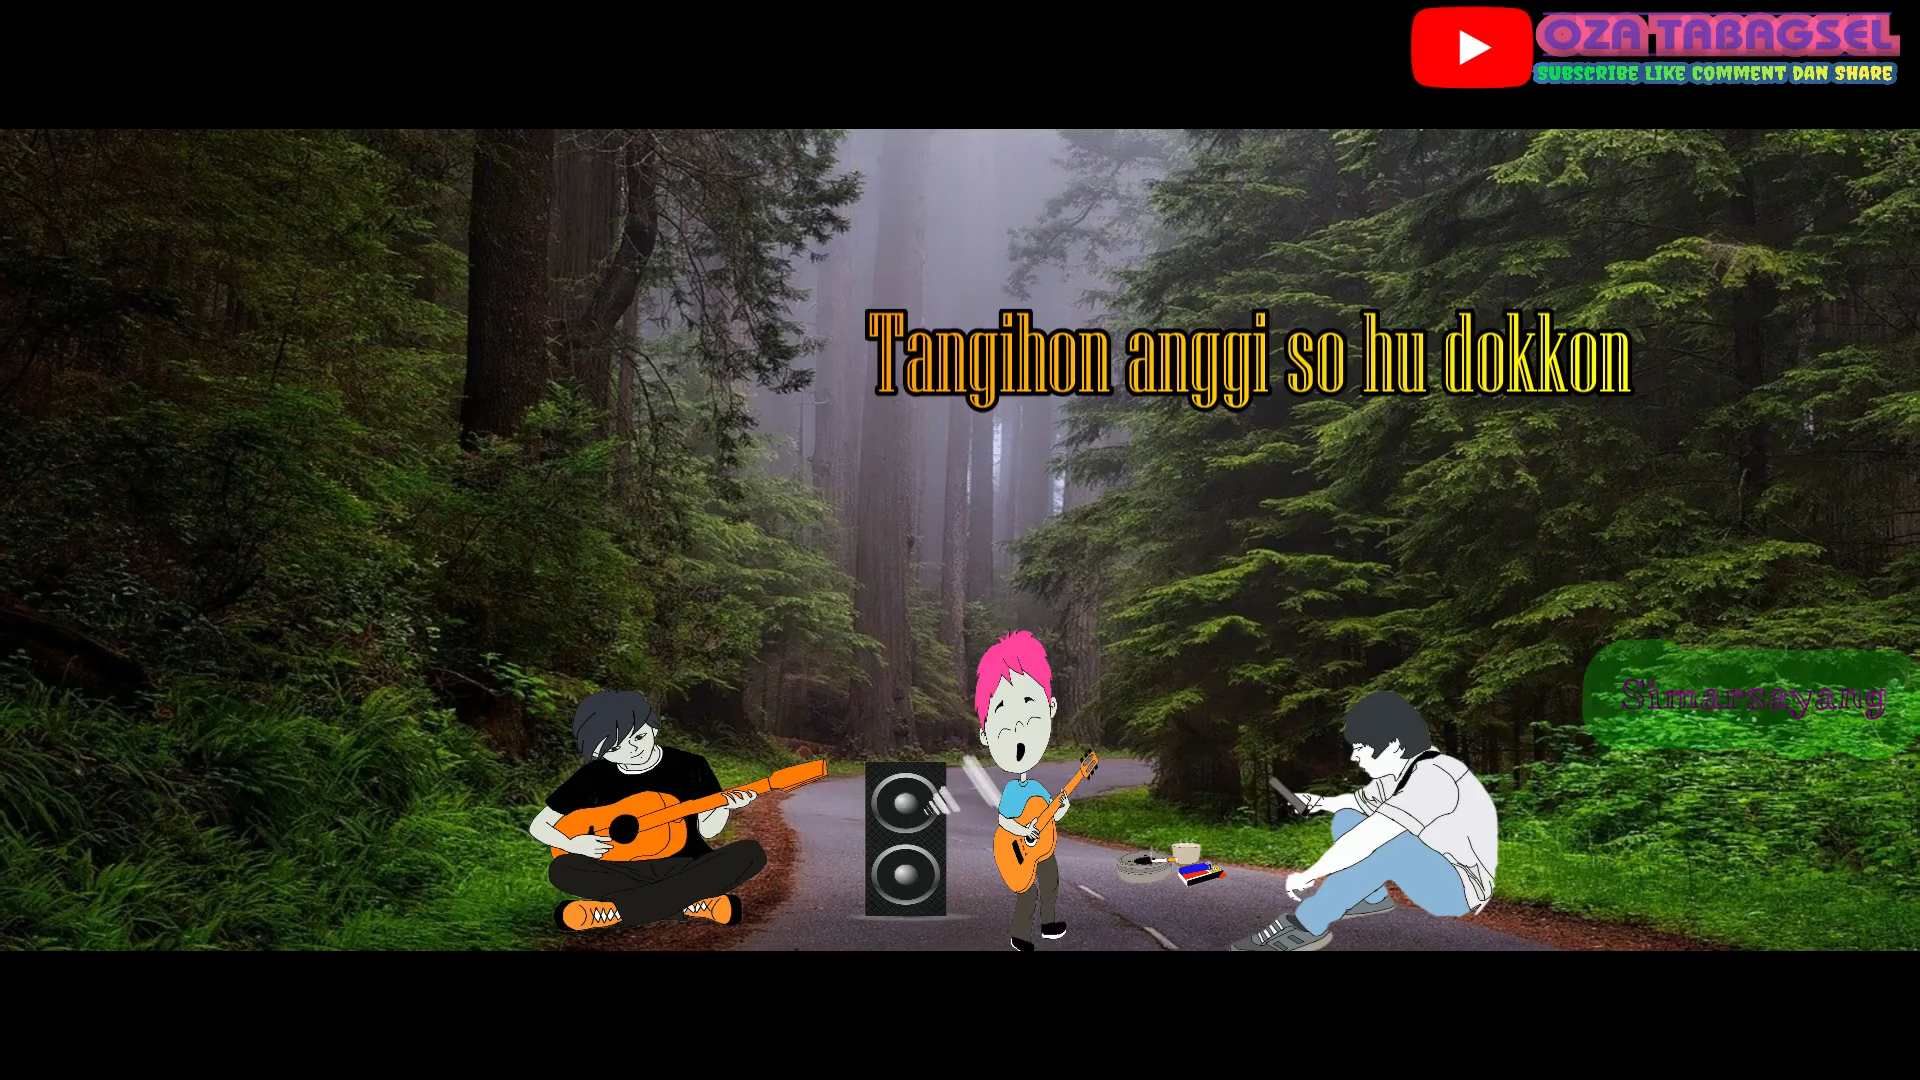 OZA TABAGSEL
SUBSCRIBE LIKE COMMENT DAN SHARE
Tangihon anggi so hu dokkon
Simarsayang